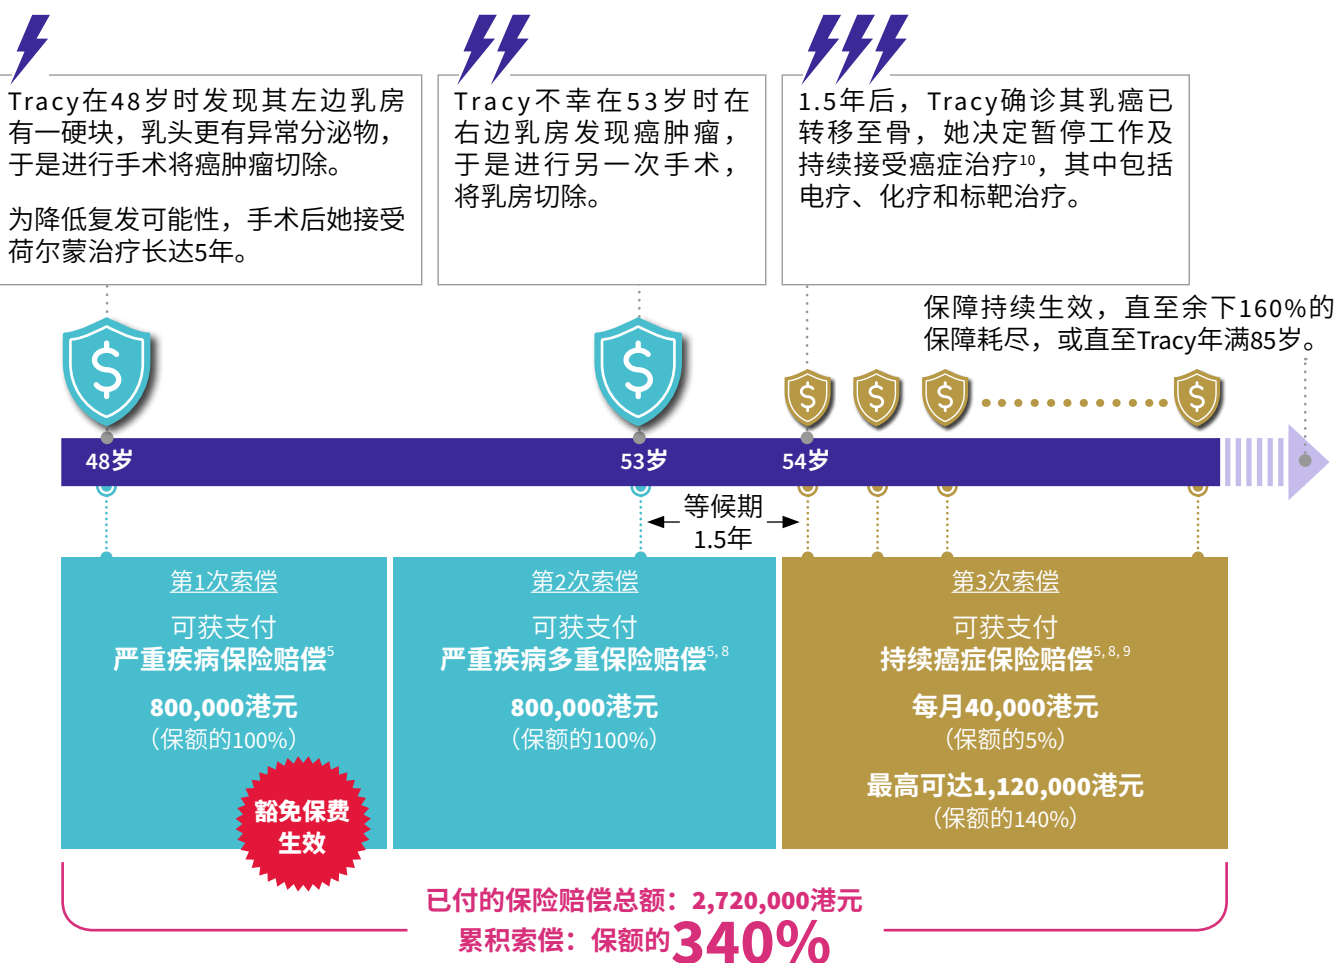 Tracy在48岁时发现其左边乳房
有一硬块，乳头更有异常分泌物，
于是进行手术将癌肿瘤切除。
为降低复发可能性，手术后她接受
荷尔蒙治疗长达5年。
Tracy不幸在53岁时在
右边乳房发现癌肿瘤，
于是进行另一次手术，
将乳房切除。
1.5年后，Tracy确诊其乳癌已
转移至骨，她决定暂停工作及
持续接受癌症治疗10，其中包括
电疗、化疗和标靶治疗。
保障持续生效，直至余下160%的
保障耗尽，或直至Tracy年满85岁。
48岁
53岁
54岁
等候期
1.5年
第1次索偿
可获支付
严重疾病保险赔偿5
800,000港元
（保额的100%）
豁免保费
生效
第2次索偿
可获支付
严重疾病多重保险赔偿5, 8
800,000港元
（保额的100%）
第3次索偿
可获支付
持续癌症保险赔偿5, 8, 9
每月40,000港元
（保额的5%）
最高可达1,120,000港元
（保额的140%）
已付的保险赔偿总额：2,720,000港元
累积索偿：保额的340%